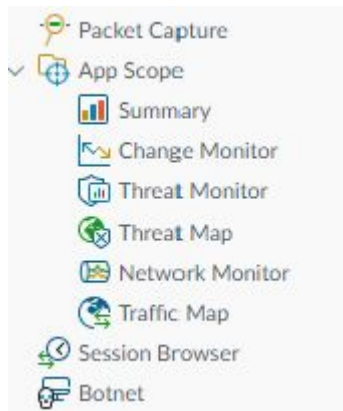 Packet Capture
App Scope
Summary
Change Monitor
Threat Monitor
Threat Map
Network Monitor
Traffic Map
Session Browser
Botnet